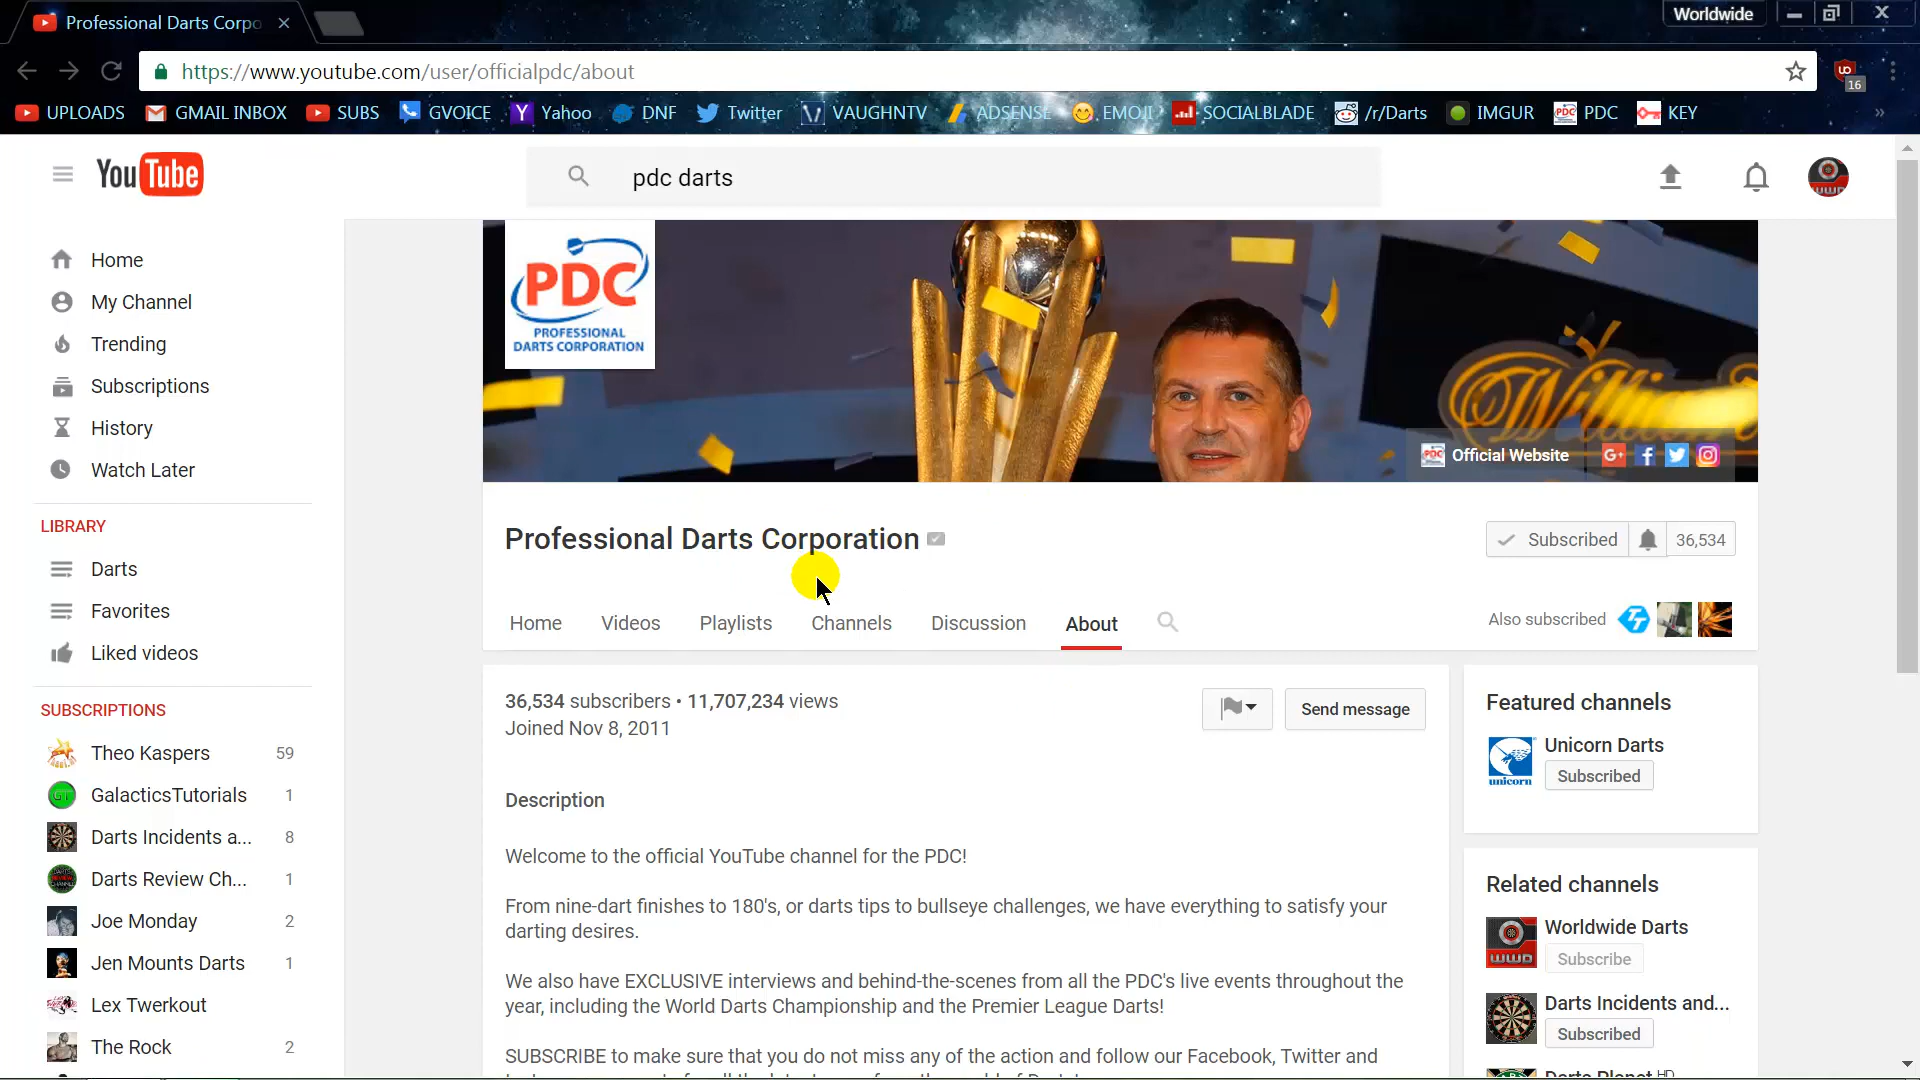 Professional Darts Corpo
Worldwide
https://www.youtube.com/user/officialpdc/about
16
UPLOADS
GMAIL INBOX
SUBS
GVOICE
Yahoo
DNF
Twitter
VAUGHNTV
ADSENSE
EMOJI
SOCIALBLADE
/r/Darts
IMGUR
PDC
KEY
YouTube
pdc darts
Home
My Channel
Trending
Subscriptions
History
Watch Later
LIBRARY
Darts
Favorites
Liked videos
SUBSCRIPTIONS
Theo Kaspers 59
GalacticsTutorials 1
Darts Incidents a... 8
Darts Review Ch... 1
Joe Monday 2
Jen Mounts Darts 1
Lex Twerkout
The Rock 2
PDC
PROFESSIONAL
DARTS CORPORATION
Official Website
Professional Darts Corporation
Subscribed 36,534
Home Videos Playlists Channels Discussion About
Also subscribed
36,534 subscribers • 11,707,234 views
Joined Nov 8, 2011
Send message
Description
Welcome to the official YouTube channel for the PDC!
From nine-dart finishes to 180's, or darts tips to bullseye challenges, we have everything to satisfy your
darting desires.
We also have EXCLUSIVE interviews and behind-the-scenes from all the PDC's live events throughout the
year, including the World Darts Championship and the Premier League Darts!
SUBSCRIBE to make sure that you do not miss any of the action and follow our Facebook, Twitter and
Featured channels
unicorn
Unicorn Darts
Subscribed
Related channels
Worldwide Darts
Subscribe
Darts Incidents and...
Subscribed